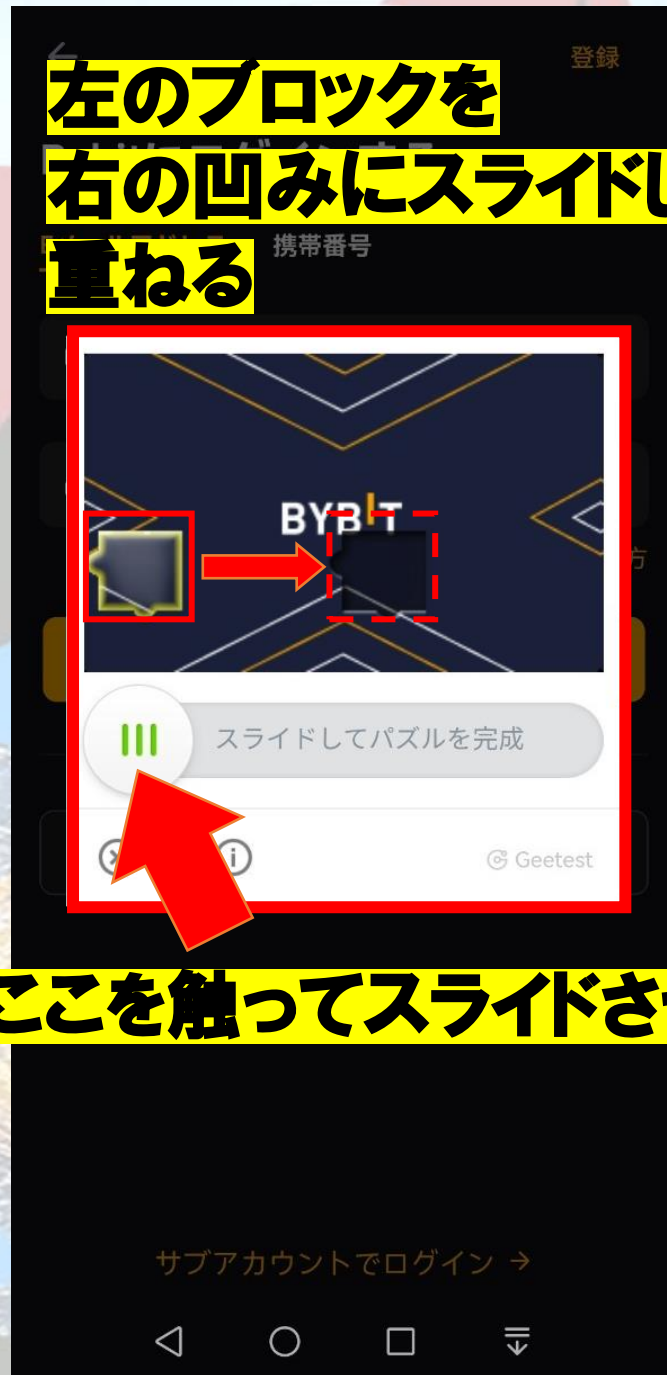 登録
左のブロックを
右の凹みにスライドし
重ねる
携帯番号
BYBIT
方
スライドしてパズルを完成
Geetest
ここを触ってスライドさせ
サブアカウントでログイン →